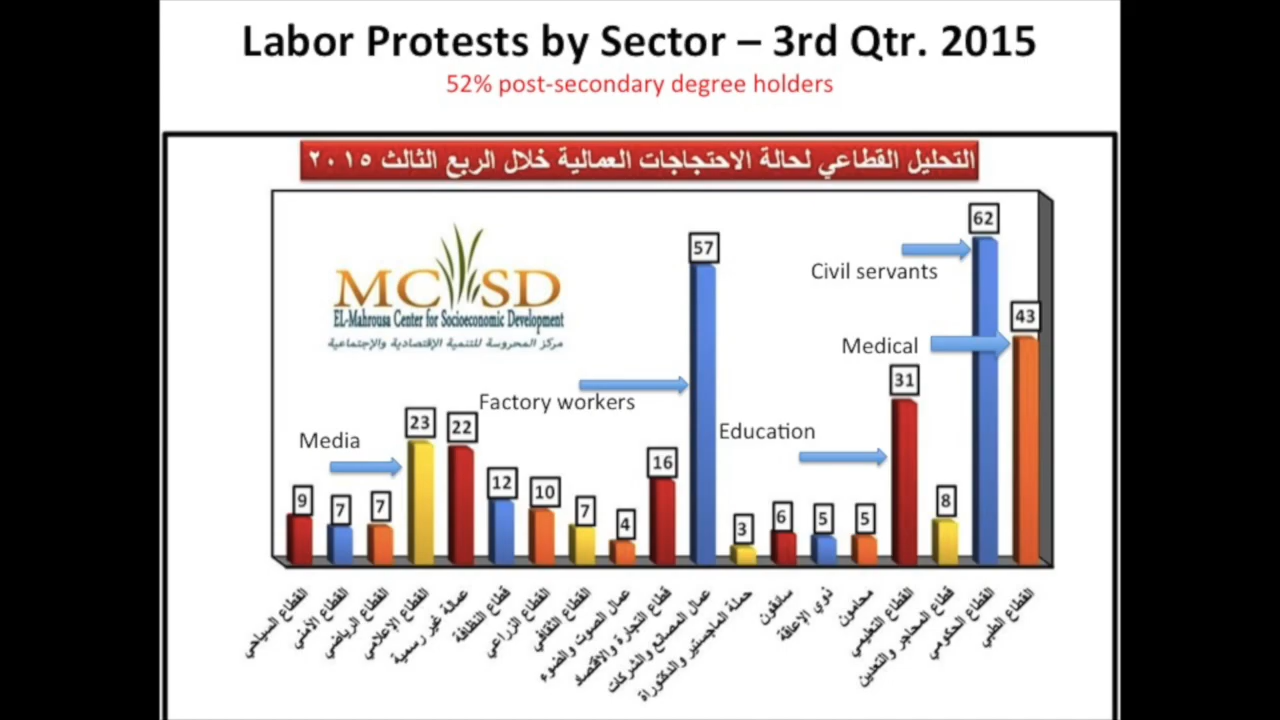 Labor Protests by Sector – 3rd Qtr. 2015
52% post-secondary degree holders
التحليل القطاعي لحالة الاحتجاجات العمالية خلال الربع الثالث ٢٠١٥
MCSD
EL-Mahrousa Center for Socioeconomic Development
مركز المحروسة للتنمية الاقتصادية والإجتماعية
Civil servants
Medical
Factory workers
Education
Media
9
7
7
23
22
12
10
7
4
16
57
3
6
5
5
31
8
62
43
القطاع السياحي
القطاع الأمني
القطاع الرياضي
القطاع الإعلامي
عمالة غير رسمية
قطاع النظافة
القطاع الزراعي
القطاع الثقافي
عمال الصوت والضوء
قطاع التجارة والاقتصاد
عمال المصانع والشركات
حملة الماجستير والدكتوراة
سائقون
ذوي الإعاقة
محامون
القطاع التعليمي
قطاع المحاجر والتعدين
القطاع الحكومي
القطاع الطبي